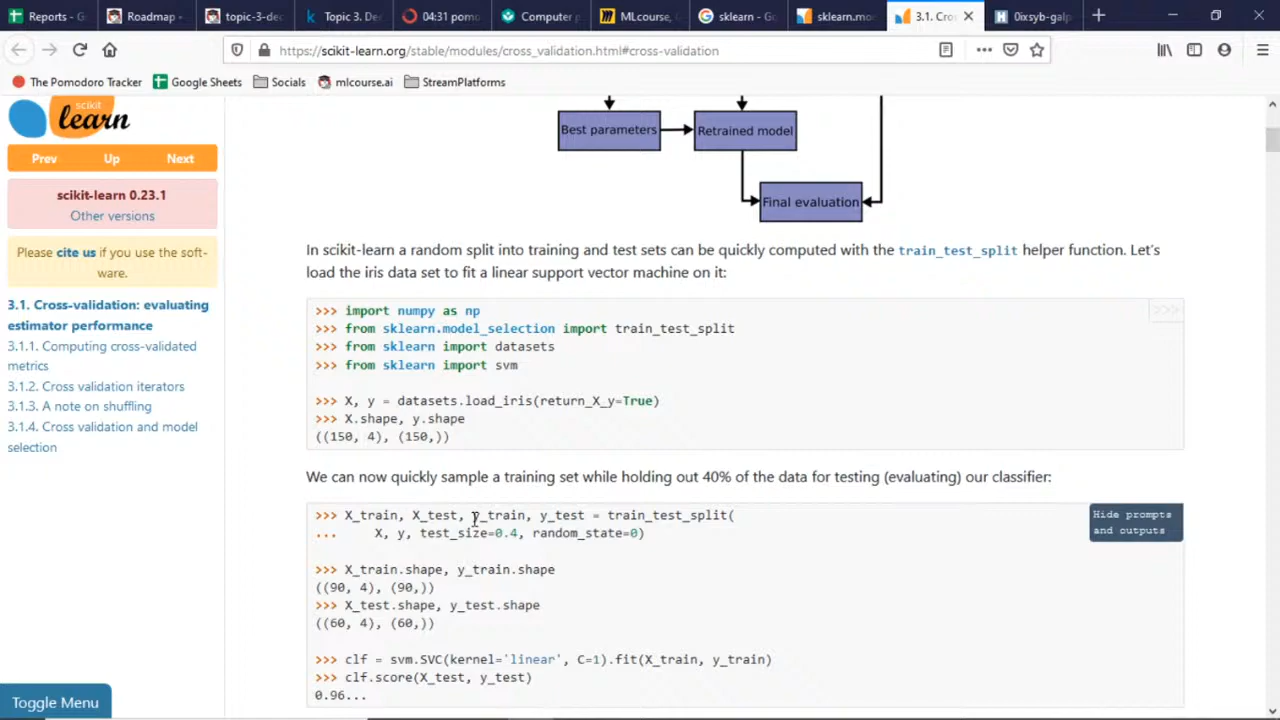 Reports - G
Roadmap -
topic-3-dec
Topic 3. De
04:31 pomo
Computer p
MLcourse,
sklearn - Go
sklearn.mo
3.1. Cros
0ixsyb-galp
https://scikit-learn.org/stable/modules/cross_validation.html#cross-validation
The Pomodoro Tracker
Google Sheets
Socials
mlcourse.ai
StreamPlatforms
scikit
learn
Prev
Up
Next
scikit-learn 0.23.1
Other versions
Please cite us if you use the soft-
ware.
3.1. Cross-validation: evaluating
estimator performance
3.1.1. Computing cross-validated
metrics
3.1.2. Cross validation iterators
3.1.3. A note on shuffling
3.1.4. Cross validation and model
selection
Toggle Menu
Best parameters
Retrained model
Final evaluation
In scikit-learn a random split into training and test sets can be quickly computed with the train_test_split helper function. Let's
load the iris data set to fit a linear support vector machine on it:
>>>
>>> import numpy as np
>>> from sklearn.model_selection import train_test_split
>>> from sklearn import datasets
>>> from sklearn import svm
>>> X, y = datasets.load_iris(return_X_y=True)
>>> X.shape, y.shape
((150, 4), (150,))
We can now quickly sample a training set while holding out 40% of the data for testing (evaluating) our classifier:
Hide prompts
and outputs
>>> X_train, X_test, y_train, y_test = train_test_split(
... X, y, test_size=0.4, random_state=0)
>>> X_train.shape, y_train.shape
((90, 4), (90,))
>>> X_test.shape, y_test.shape
((60, 4), (60,))
>>> clf = svm.SVC(kernel='linear', C=1).fit(X_train, y_train)
>>> clf.score(X_test, y_test)
0.96...